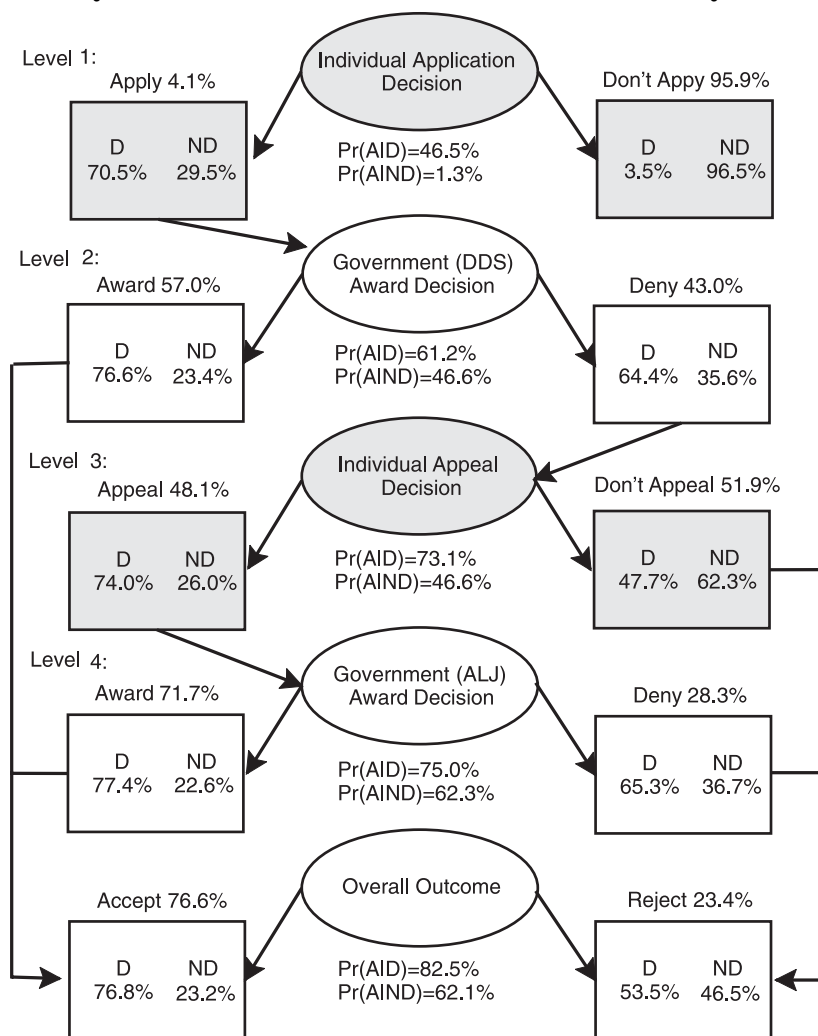 Level 1:
Individual Application
Decision
Apply 4.1%
Don't Appy 95.9%
D ND
70.5% 29.5%
Pr(AID)=46.5%
Pr(AIND)=1.3%
D ND
3.5% 96.5%
Level 2:
Government (DDS)
Award Decision
Award 57.0%
Deny 43.0%
D ND
76.6% 23.4%
Pr(AID)=61.2%
Pr(AIND)=46.6%
D ND
64.4% 35.6%
Level 3:
Individual Appeal
Decision
Appeal 48.1%
Don't Appeal 51.9%
D ND
74.0% 26.0%
Pr(AID)=73.1%
Pr(AIND)=46.6%
D ND
47.7% 62.3%
Level 4:
Government (ALJ)
Award Decision
Award 71.7%
Deny 28.3%
D ND
77.4% 22.6%
Pr(AID)=75.0%
Pr(AIND)=62.3%
D ND
65.3% 36.7%
Overall Outcome
Accept 76.6%
Reject 23.4%
D ND
76.8% 23.2%
Pr(AID)=82.5%
Pr(AIND)=62.1%
D ND
53.5% 46.5%